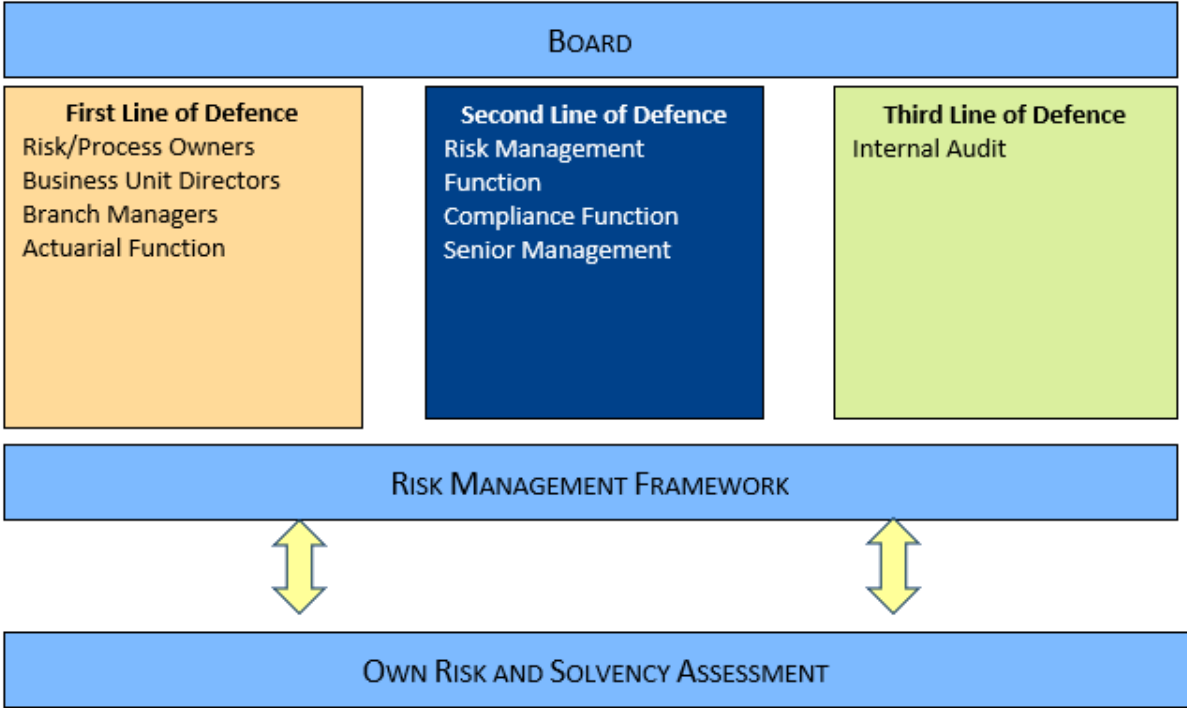 BOARD
First Line of Defence
Risk/Process Owners
Business Unit Directors
Branch Managers
Actuarial Function
Second Line of Defence
Risk Management
Function
Compliance Function
Senior Management
Third Line of Defence
Internal Audit
RISK MANAGEMENT FRAMEWORK
OWN RISK AND SOLVENCY ASSESSMENT